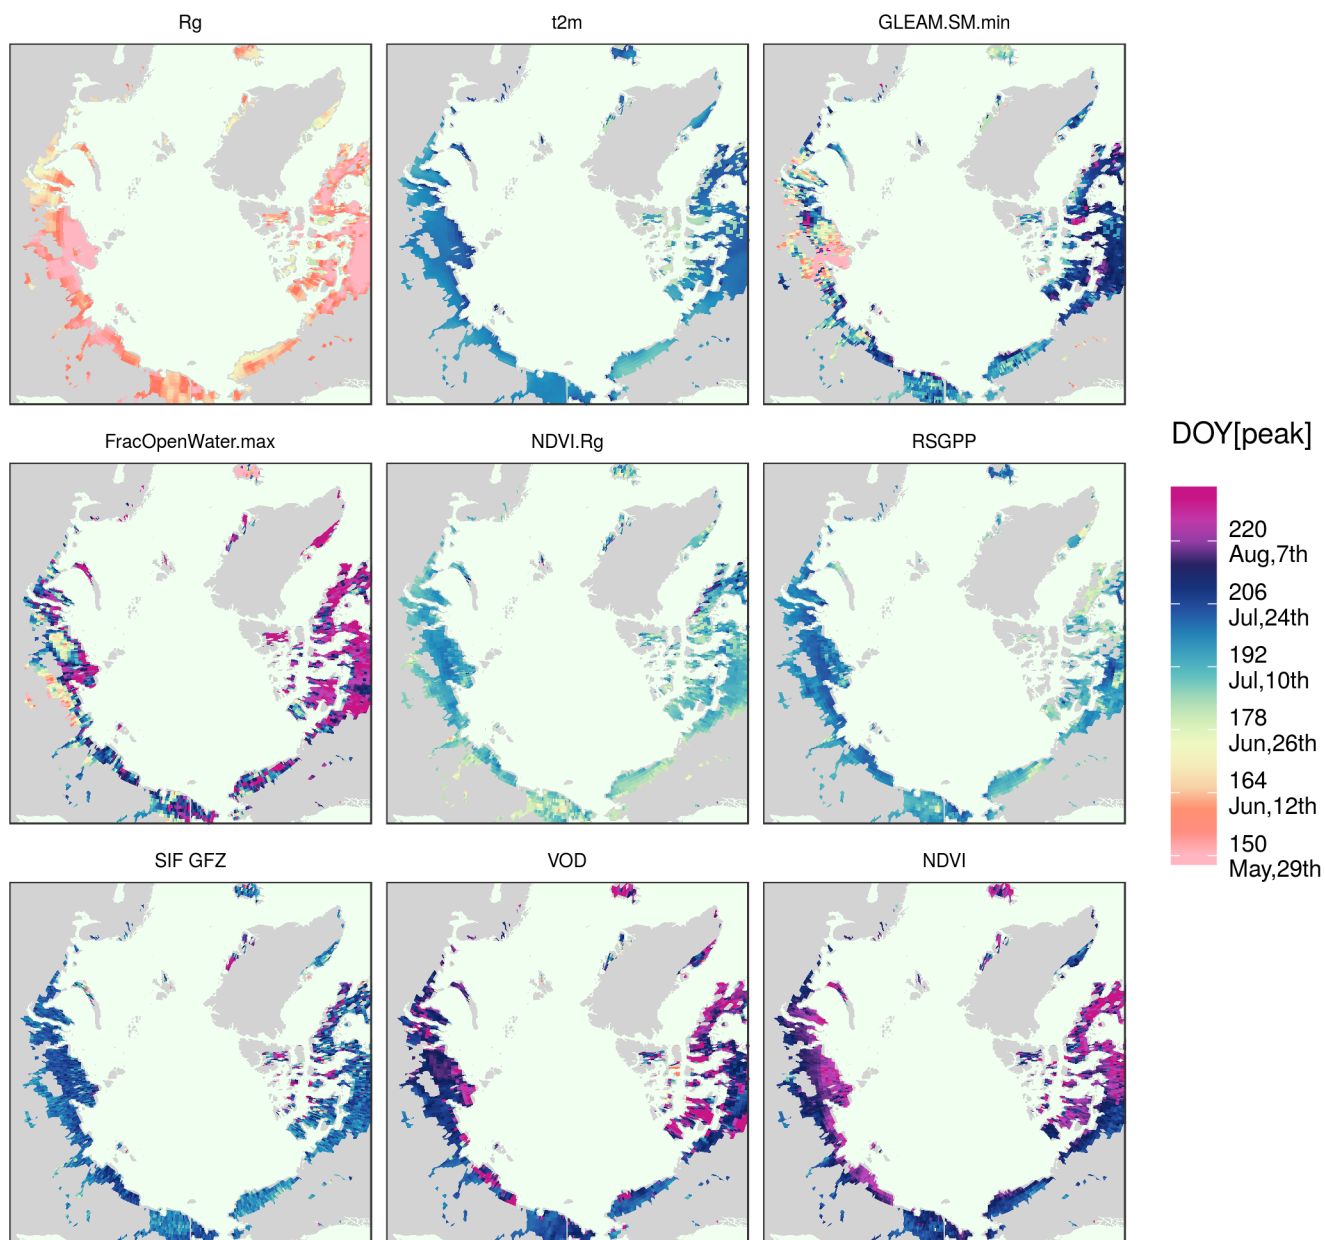 Rg
t2m
GLEAM.SM.min
FracOpenWater.max
NDVI.Rg
RSGPP
SIF GFZ
VOD
NDVI
DOY[peak]
220
Aug,7th
206
Jul,24th
192
Jul,10th
178
Jun,26th
164
Jun,12th
150
May,29th